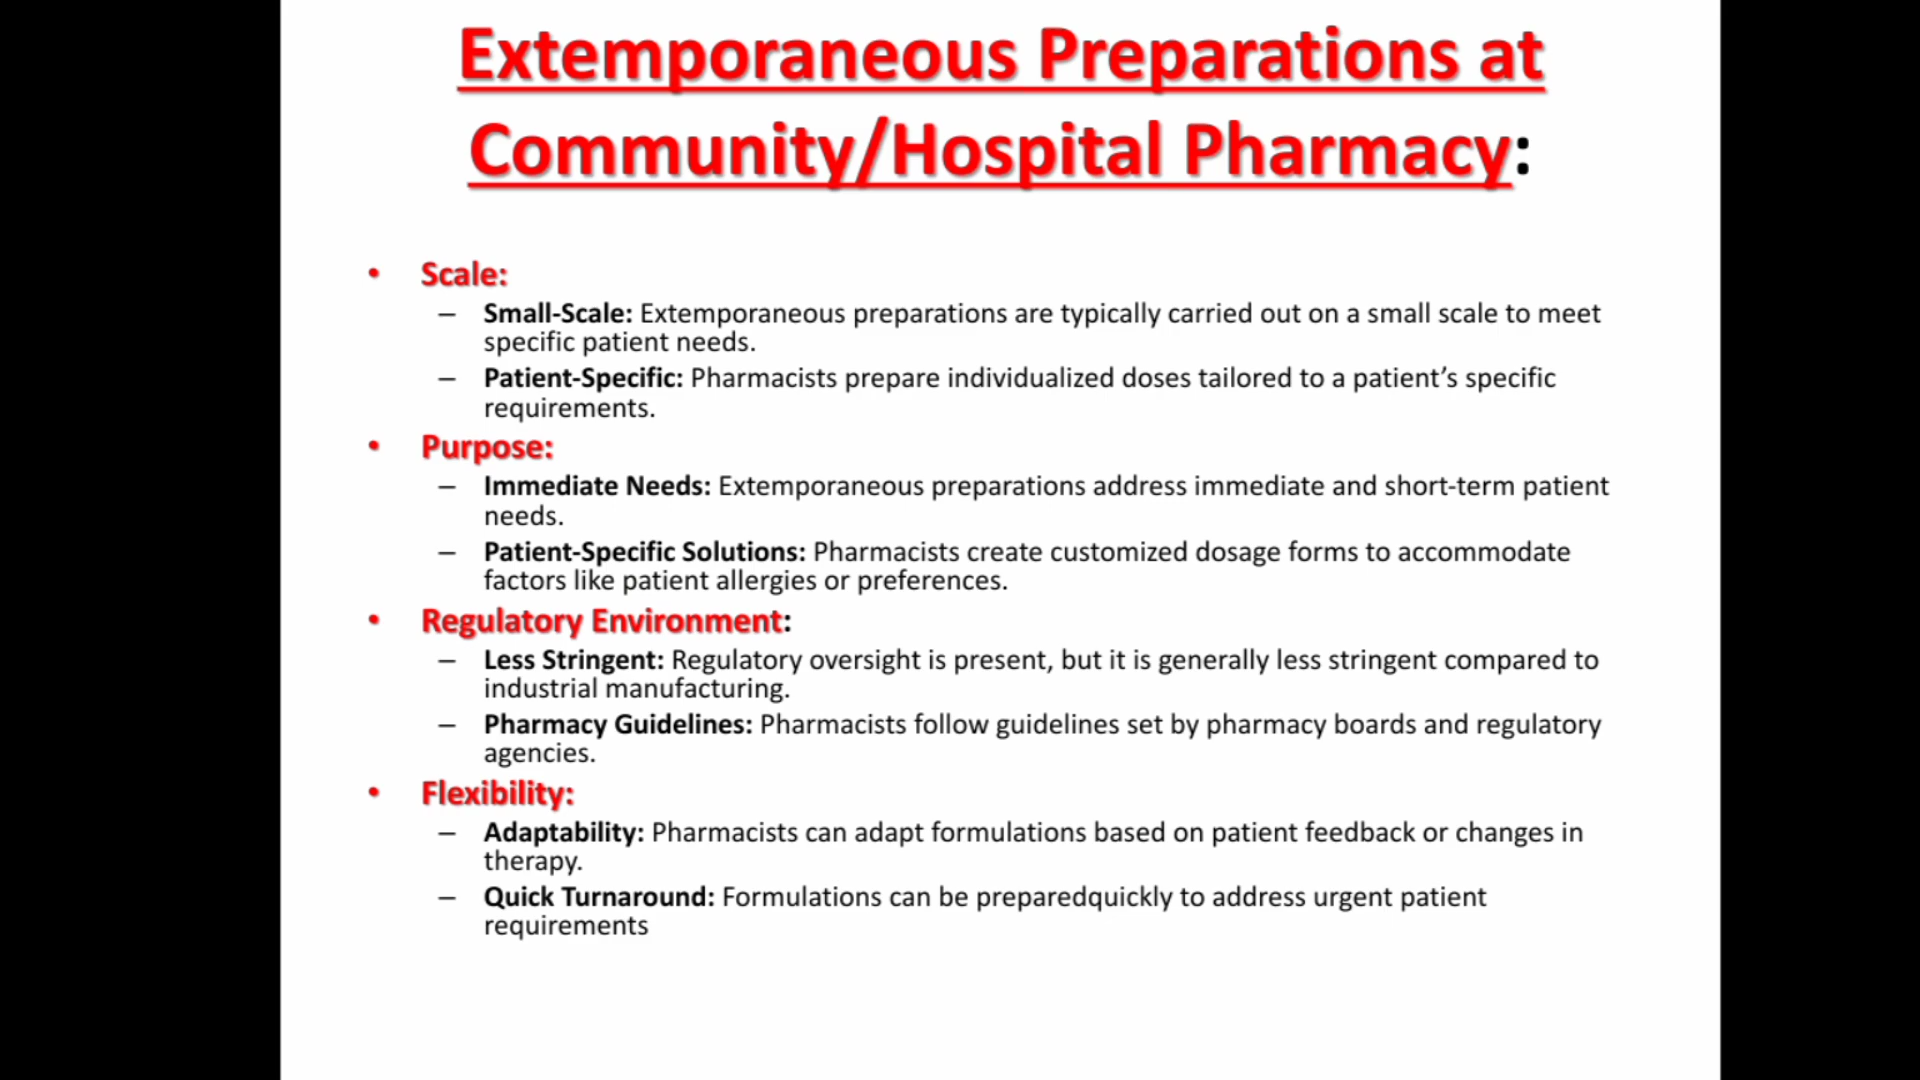 Extemporaneous Preparations at
Community/Hospital Pharmacy:
• Scale:
– Small-Scale: Extemporaneous preparations are typically carried out on a small scale to meet
specific patient needs.
– Patient-Specific: Pharmacists prepare individualized doses tailored to a patient’s specific
requirements.
• Purpose:
– Immediate Needs: Extemporaneous preparations address immediate and short-term patient
needs.
– Patient-Specific Solutions: Pharmacists create customized dosage forms to accommodate
factors like patient allergies or preferences.
• Regulatory Environment:
– Less Stringent: Regulatory oversight is present, but it is generally less stringent compared to
industrial manufacturing.
– Pharmacy Guidelines: Pharmacists follow guidelines set by pharmacy boards and regulatory
agencies.
• Flexibility:
– Adaptability: Pharmacists can adapt formulations based on patient feedback or changes in
therapy.
– Quick Turnaround: Formulations can be preparedquickly to address urgent patient
requirements